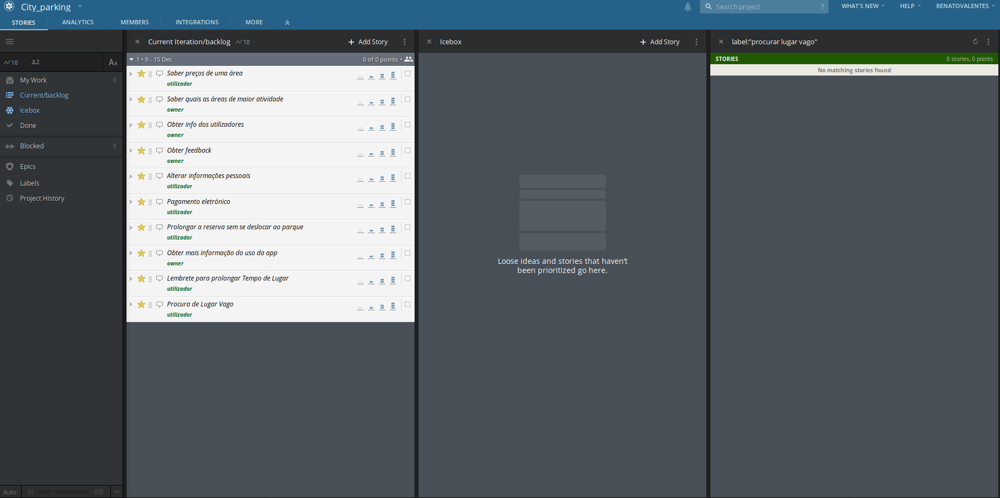 City_parking
Search project ?
WHAT'S NEW
HELP
RENATOVALENTE5
STORIES
ANALYTICS
MEMBERS
INTEGRATIONS
MORE
10
2
AA
My Work 0
Current/backlog
Icebox
Done
Blocked 0
Epics
Labels
Project History
Auto
Current Iteration/backlog 10
+ Add Story
1 • 9 - 15 Dec
0 of 0 points •
Saber preços de uma área
utilizador
Saber quais as áreas de maior atividade
owner
Obter info dos utilizadores
owner
Obter feedback
owner
Alterar informações pessoais
utilizador
Pagamento eletrónico
utilizador
Prolongar a reserva sem se deslocar ao parque
utilizador
Obter mais informação do uso da app
owner
Lembrete para prolongar Tempo de Lugar
utilizador
Procura de Lugar Vago
utilizador
Icebox
+ Add Story
Loose ideas and stories that haven't
been prioritized go here.
label:"procurar lugar vago"
STORIES
0 stories, 0 points
No matching stories found